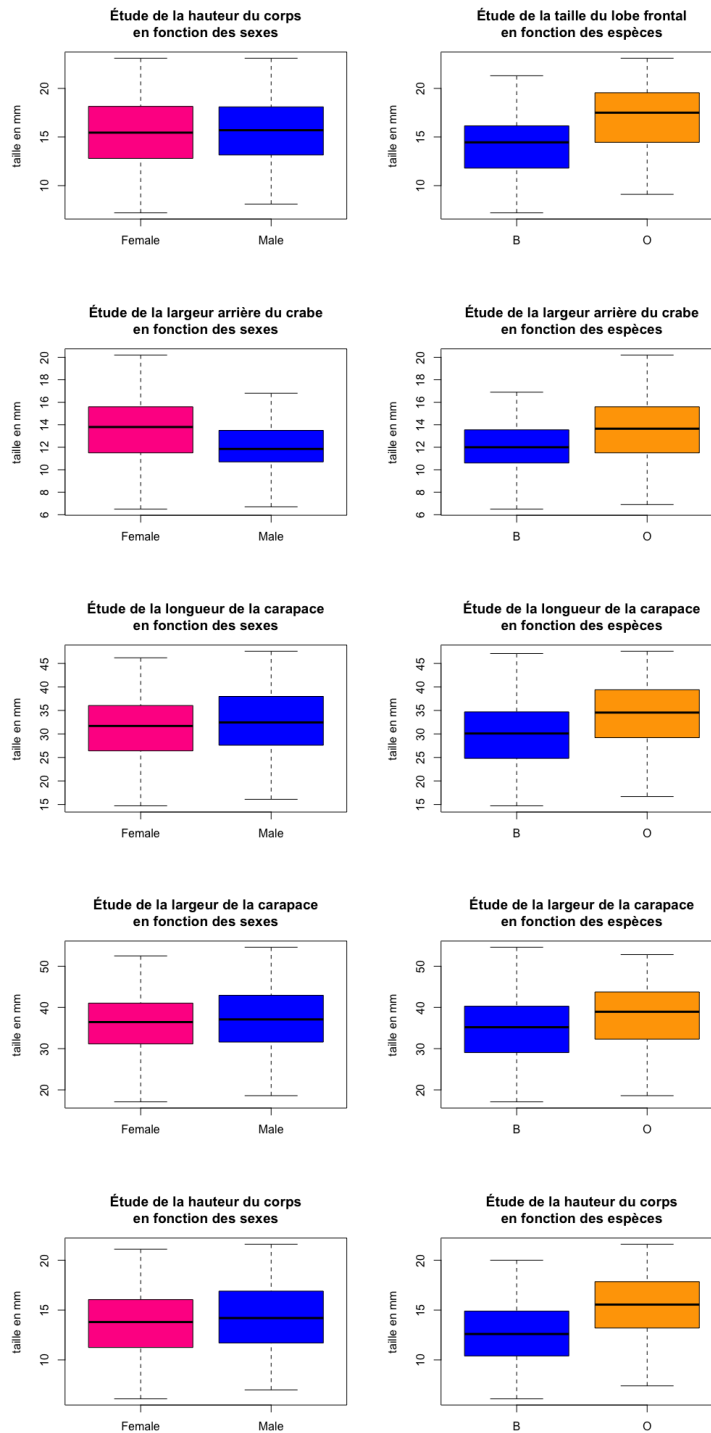 Étude de la hauteur du corps
en fonction des sexes
taille en mm
20
15
10
Female Male
Étude de la taille du lobe frontal
en fonction des espèces
taille en mm
20
15
10
B O
Étude de la largeur arrière du crabe
en fonction des sexes
taille en mm
20
18
16
14
12
10
8
6
Female Male
Étude de la largeur arrière du crabe
en fonction des espèces
taille en mm
20
18
16
14
12
10
8
6
B O
Étude de la longueur de la carapace
en fonction des sexes
taille en mm
45
40
35
30
25
20
15
Female Male
Étude de la longueur de la carapace
en fonction des espèces
taille en mm
45
40
35
30
25
20
15
B O
Étude de la largeur de la carapace
en fonction des sexes
taille en mm
50
40
30
20
Female Male
Étude de la largeur de la carapace
en fonction des espèces
taille en mm
50
40
30
20
B O
Étude de la hauteur du corps
en fonction des sexes
taille en mm
20
15
10
Female Male
Étude de la hauteur du corps
en fonction des espèces
taille en mm
20
15
10
B O